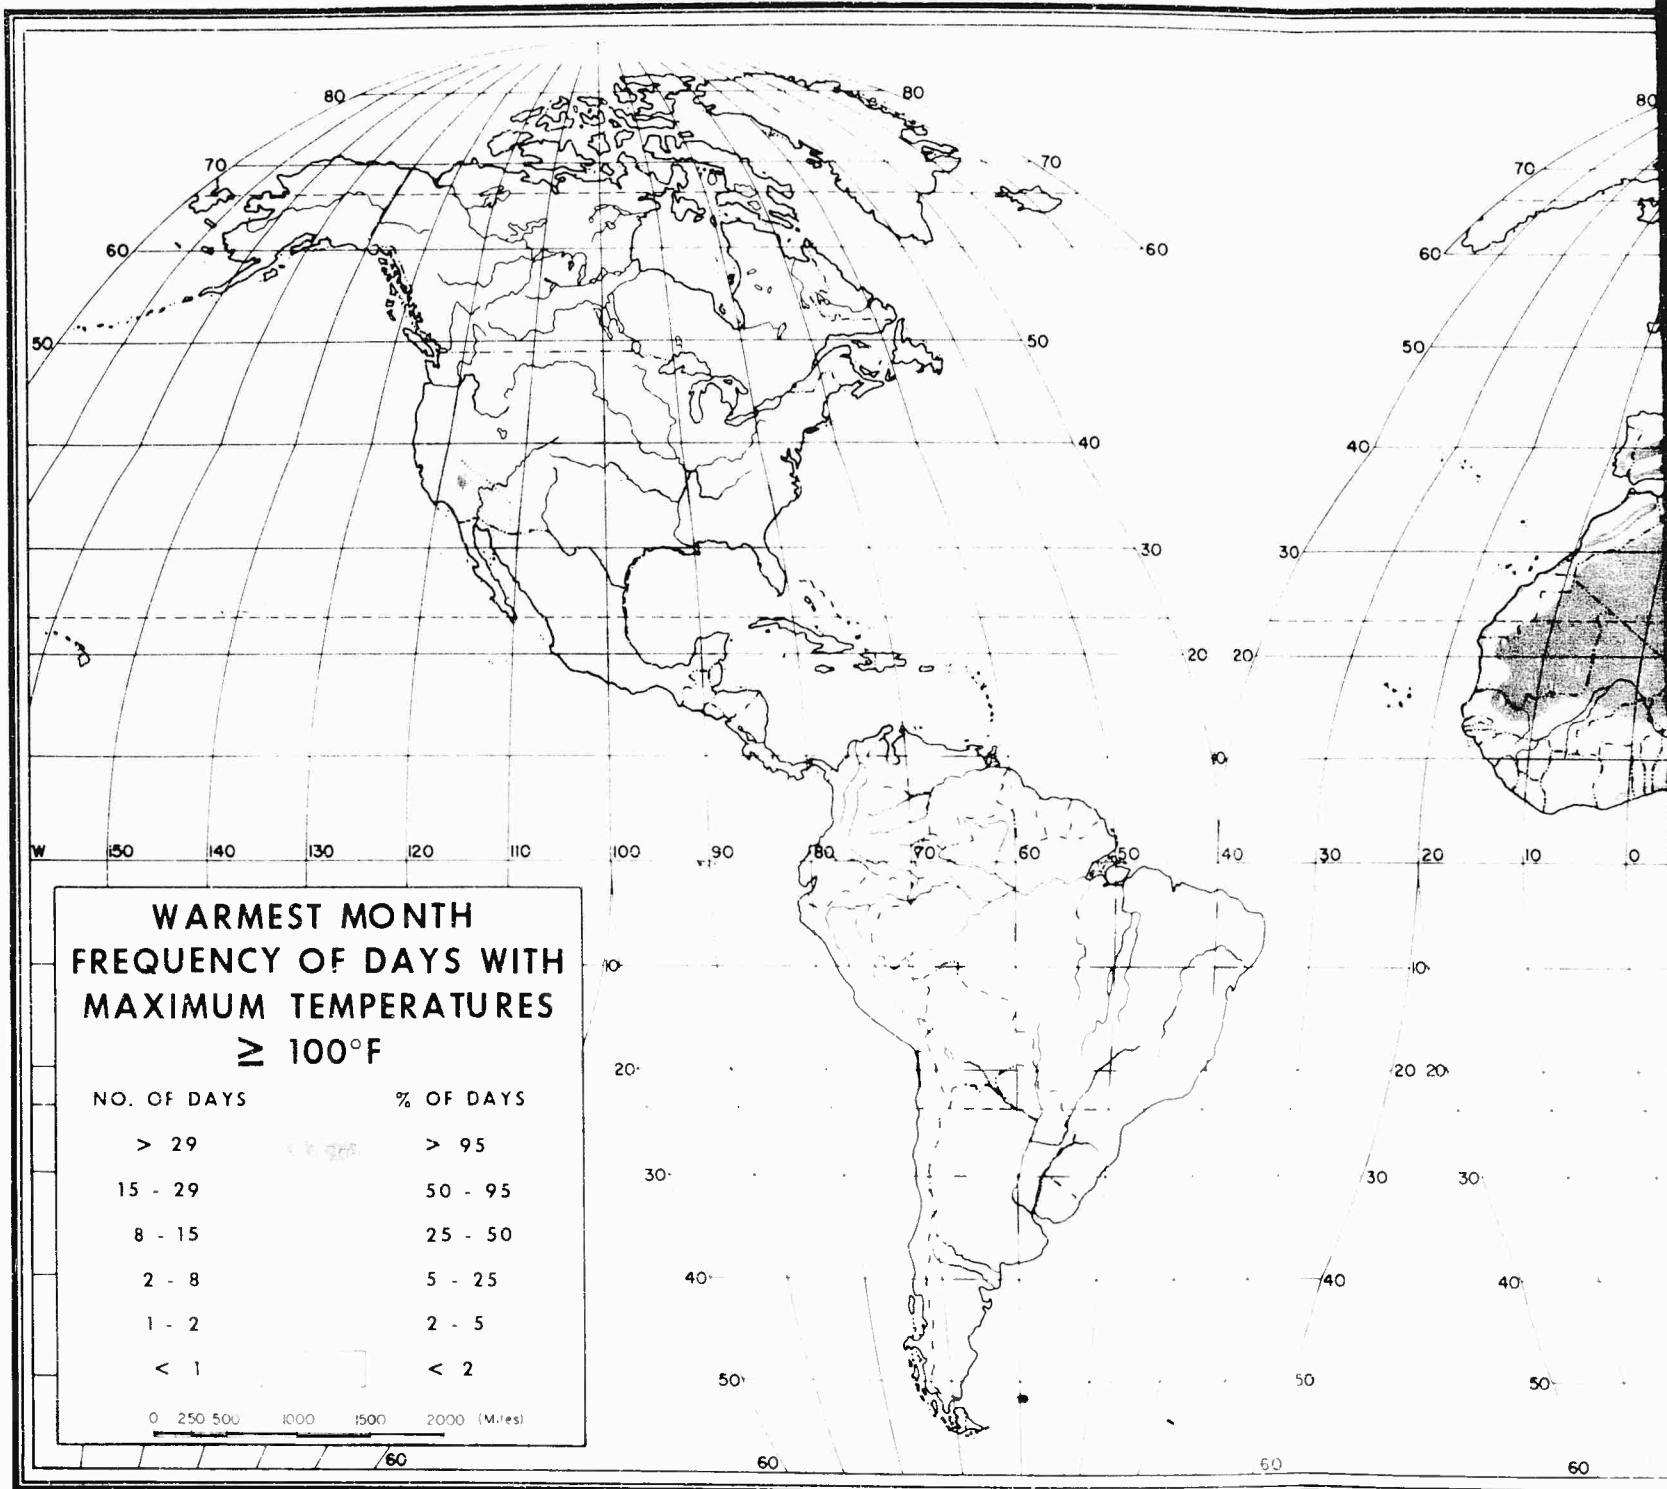 80 80 80
70 70 70
60 60 60
50 50 50
40 40
30 30
20 20
10
W 150 140 130 120 110 100 90 80 70 60 50 40 30 20 10 0
WARMEST MONTH
FREQUENCY OF DAYS WITH
MAXIMUM TEMPERATURES
≥ 100°F
NO. OF DAYS % OF DAYS
> 29 > 95
15 - 29 50 - 95
8 - 15 25 - 50
2 - 8 5 - 25
1 - 2 2 - 5
< 1 < 2
0 250 500 1000 1500 2000 (Miles)
10 10
20 20 20
30 30 30
40 40 40
50 50 50
60 60 60 60